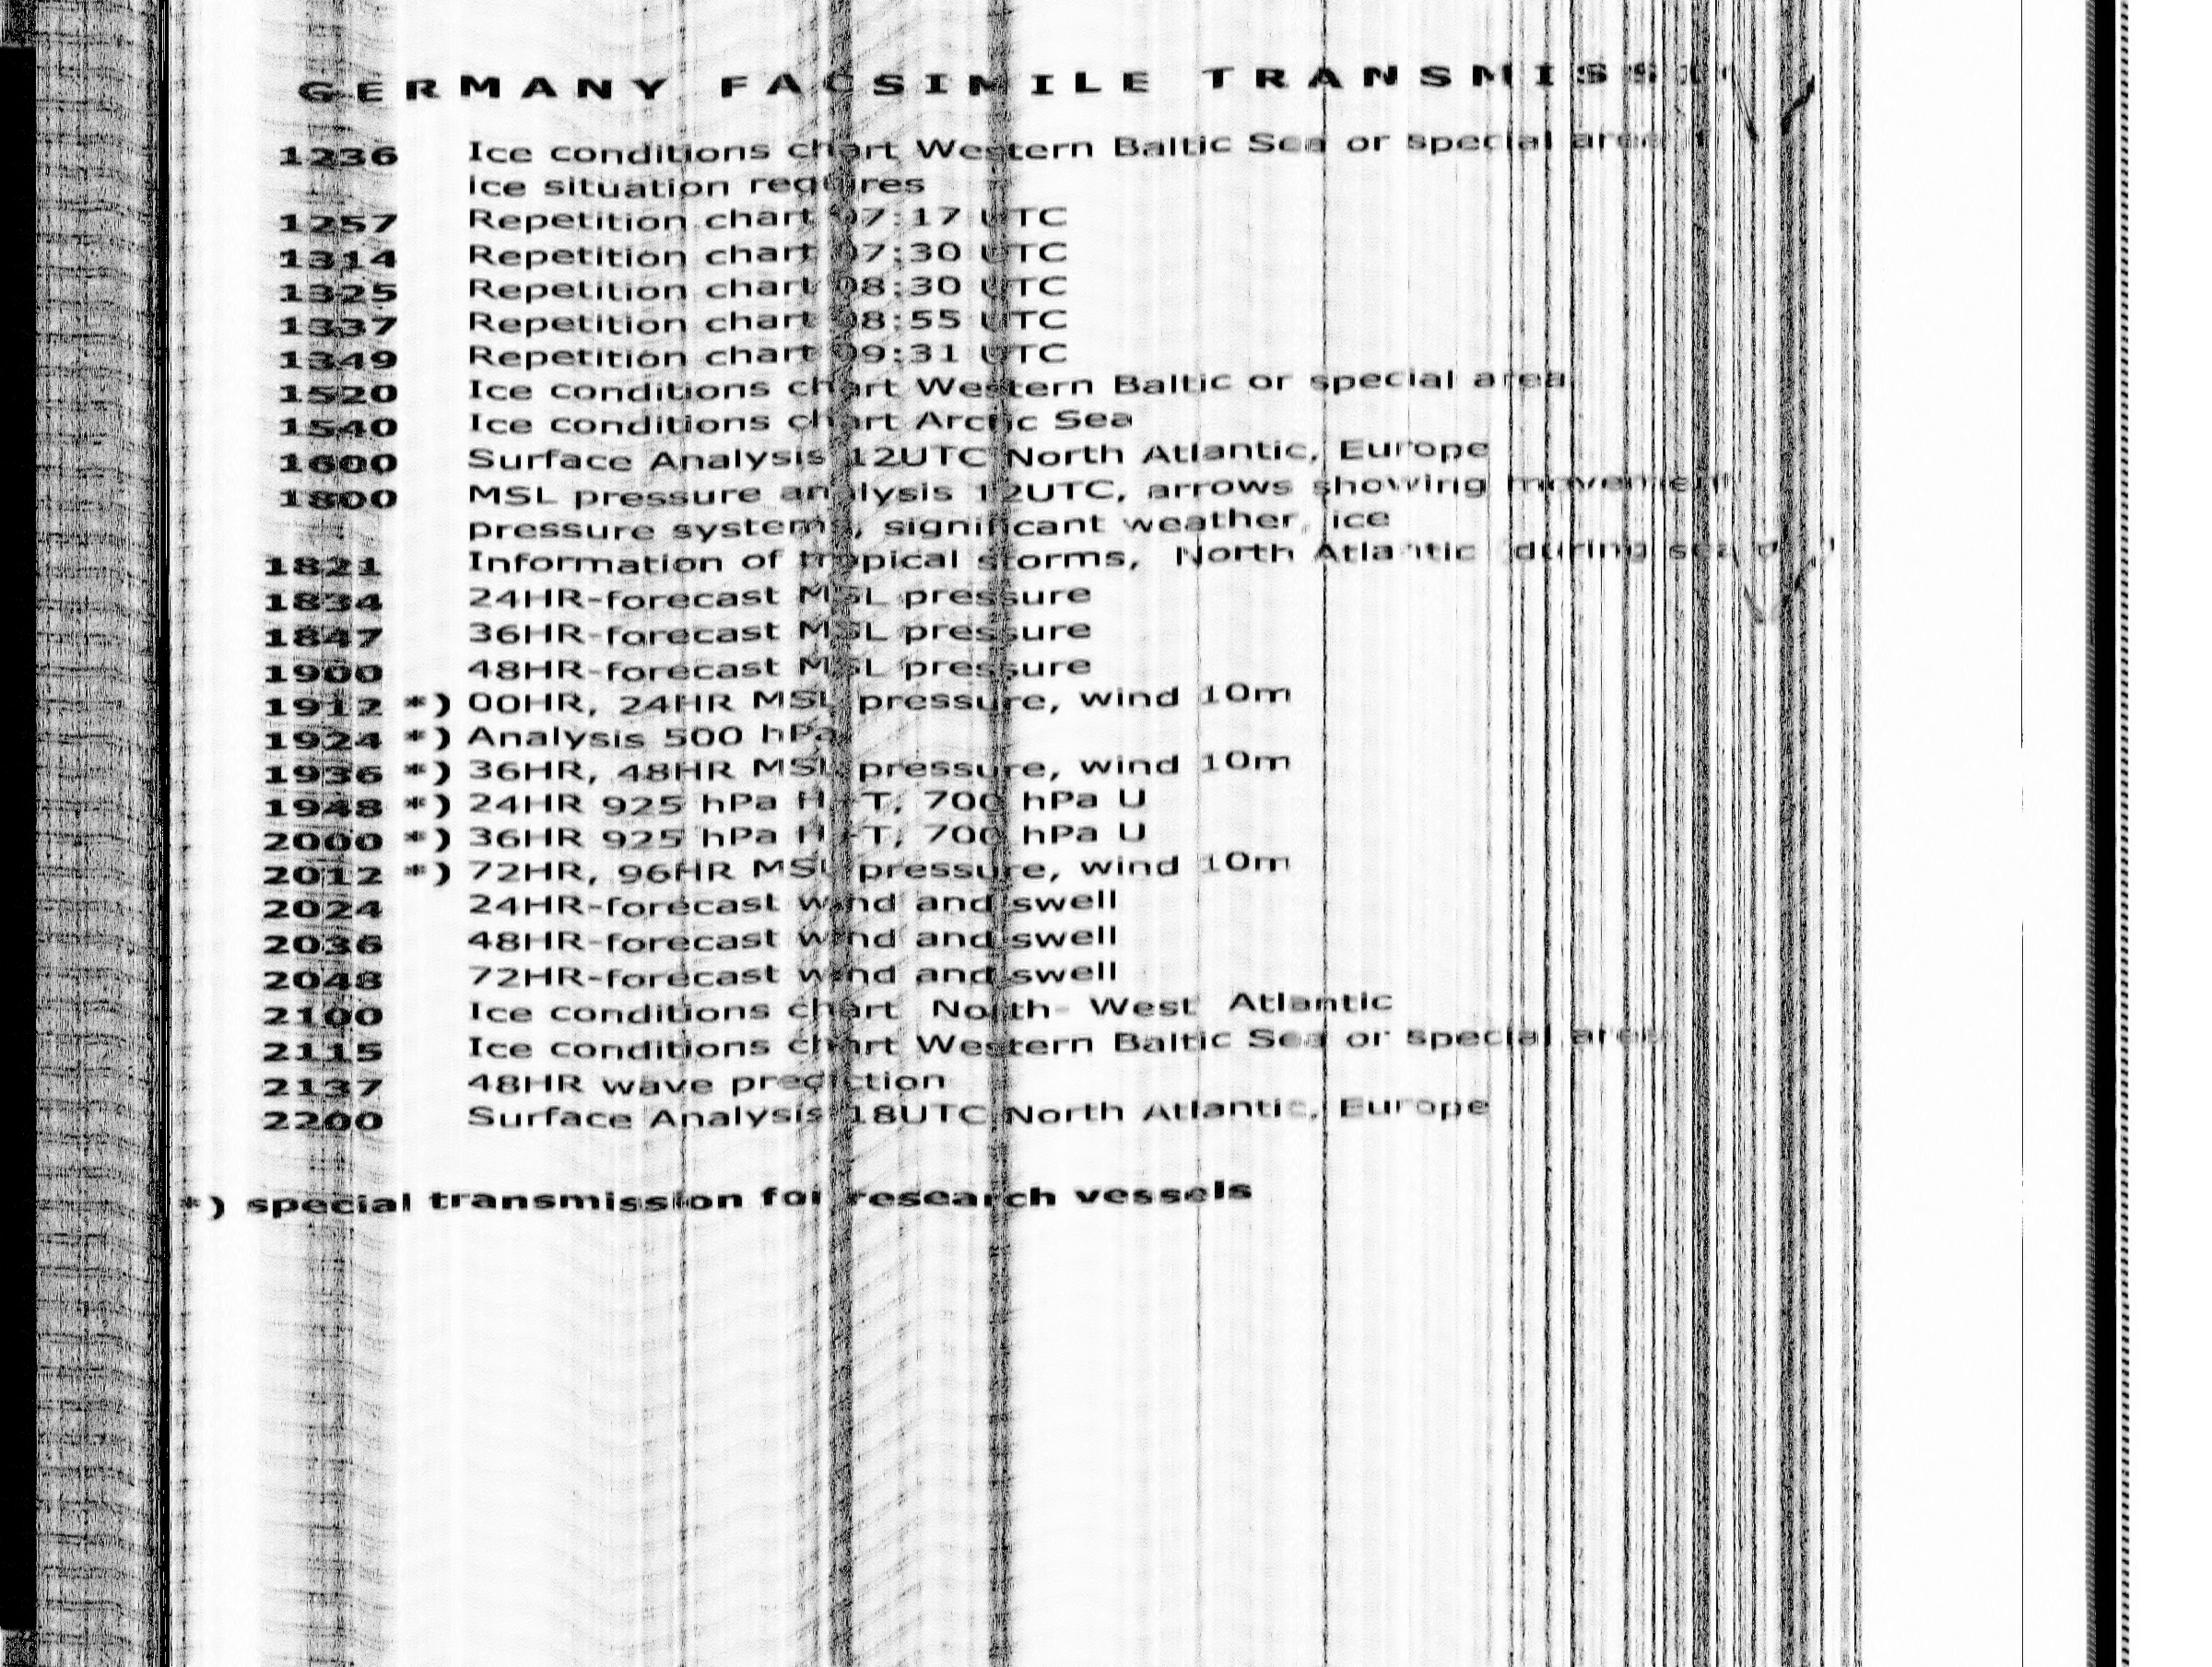 GERMANY FACSIMILE
1236 Ice conditions chart Western Baltic Sea or special area
ice situation requires
1257 Repetition chart 07:17 UTC
1314 Repetition chart 07:30 UTC
1325 Repetition chart 08:30 UTC
1337 Repetition chart 08:55 UTC
1349 Repetition chart 09:31 UTC
1520 Ice conditions chart Western Baltic or special area
1540 Ice conditions chart Arctic Sea
1600 Surface Analysis 12UTC North Atlantic, Europe
1800 MSL pressure analysis 12UTC, arrows showing movement
pressure systems, significant weather, ice
1821 Information of tropical storms, North Atlantic during
1834 24HR-forecast MSL pressure
1847 36HR-forecast MSL pressure
1900 48HR-forecast MSL pressure
1912 *) 00HR, 24HR MSL pressure, wind 10m
1924 *) Analysis 500 hPa
1936 *) 36HR, 48HR MSL pressure, wind 10m
1948 *) 24HR 925 hPa H+T, 700 hPa U
2000 *) 36HR 925 hPa H+T, 700 hPa U
2012 *) 72HR, 96HR MSL pressure, wind 10m
2024 24HR-forecast wind and swell
2036 48HR-forecast wind and swell
2048 72HR-forecast wind and swell
2100 Ice conditions chart North- West Atlantic
2115 Ice conditions chart Western Baltic Sea or special area
2137 48HR wave prediction
2200 Surface Analysis 18UTC North Atlantic, Europe
*) special transmission for research vessels